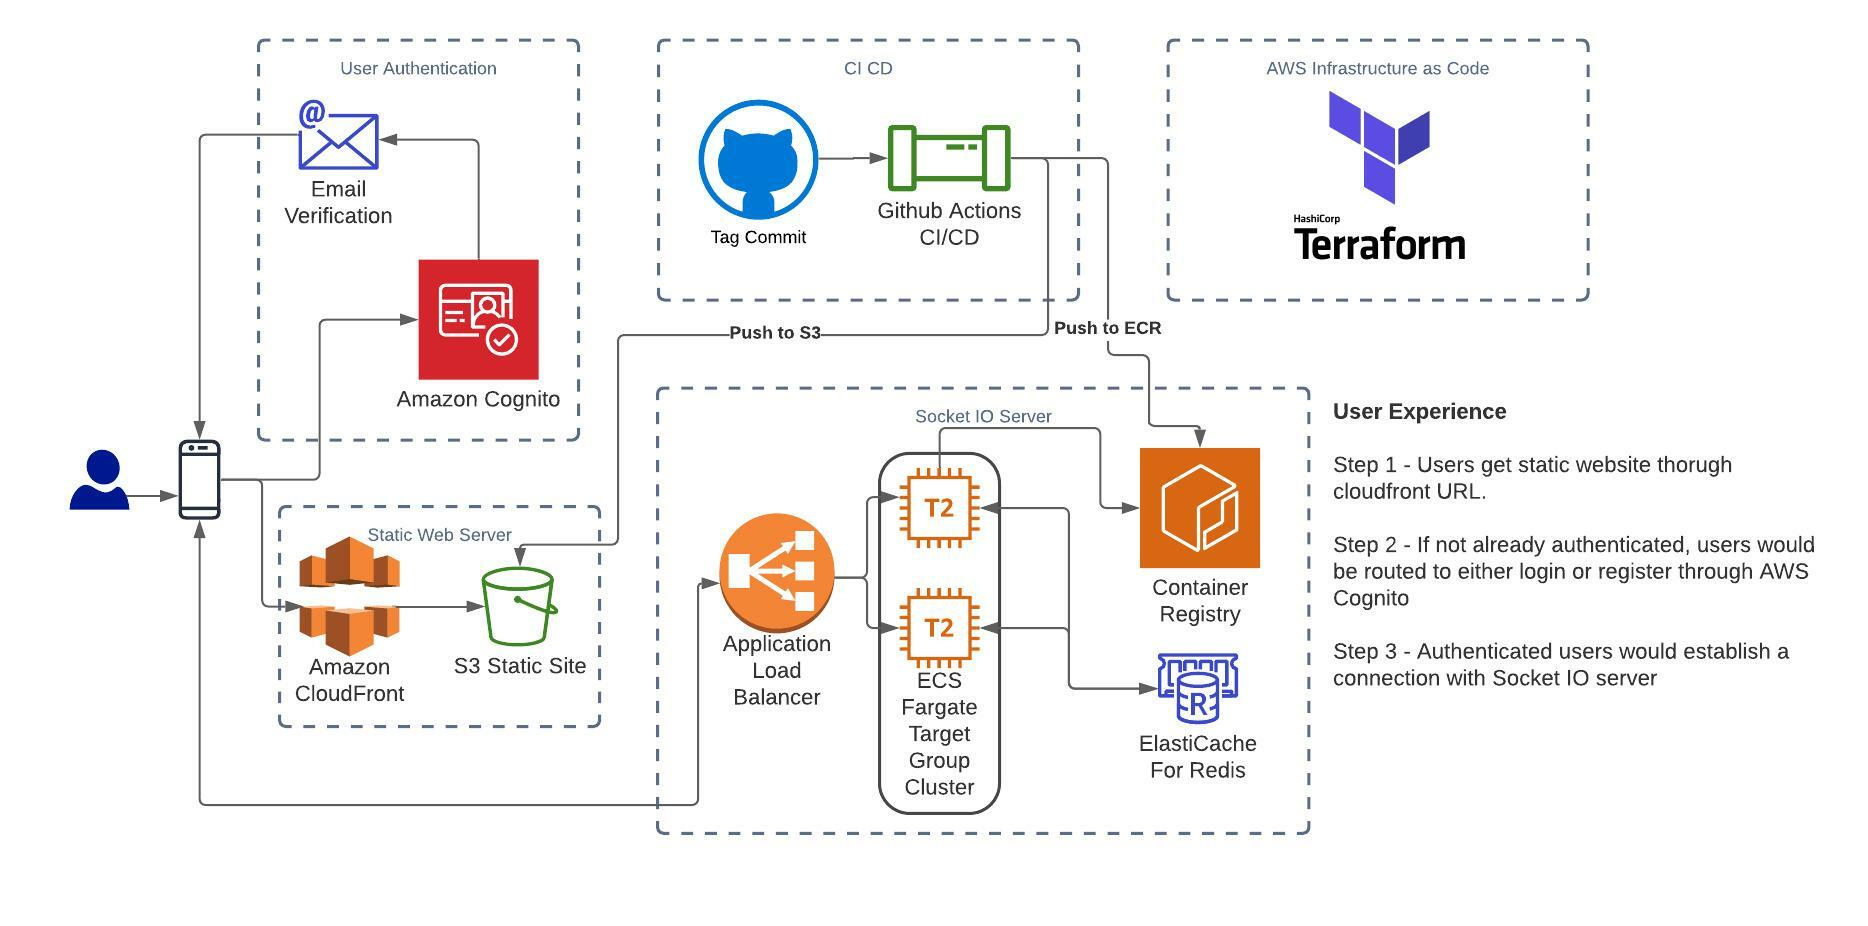 User Authentication
@
Email
Verification
Amazon Cognito
CI CD
Tag Commit
Github Actions
CI/CD
AWS Infrastructure as Code
HashiCorp
Terraform
Push to S3
Push to ECR
Static Web Server
Amazon
CloudFront
S3 Static Site
Socket IO Server
Application
Load
Balancer
T2
T2
ECS
Fargate
Target
Group
Cluster
Container
Registry
R
ElastiCache
For Redis
User Experience
Step 1 - Users get static website thorugh
cloudfront URL.
Step 2 - If not already authenticated, users would
be routed to either login or register through AWS
Cognito
Step 3 - Authenticated users would establish a
connection with Socket IO server